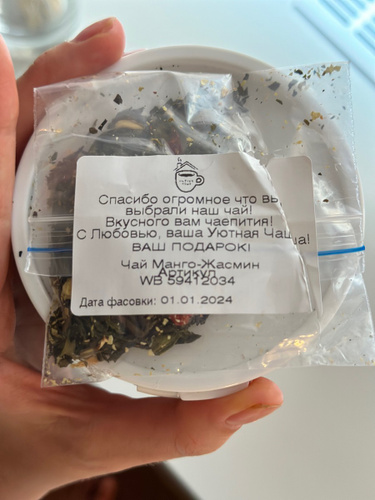 Спасибо огромное что вы
выбрали наш чай!
Вкусного вам чаепития!
С Любовью, ваша Уютная Чаша!
ВАШ ПОДАРОК!
Чай Манго-Жасмин
Артикул
WB 59412034
Дата фасовки: 01.01.2024